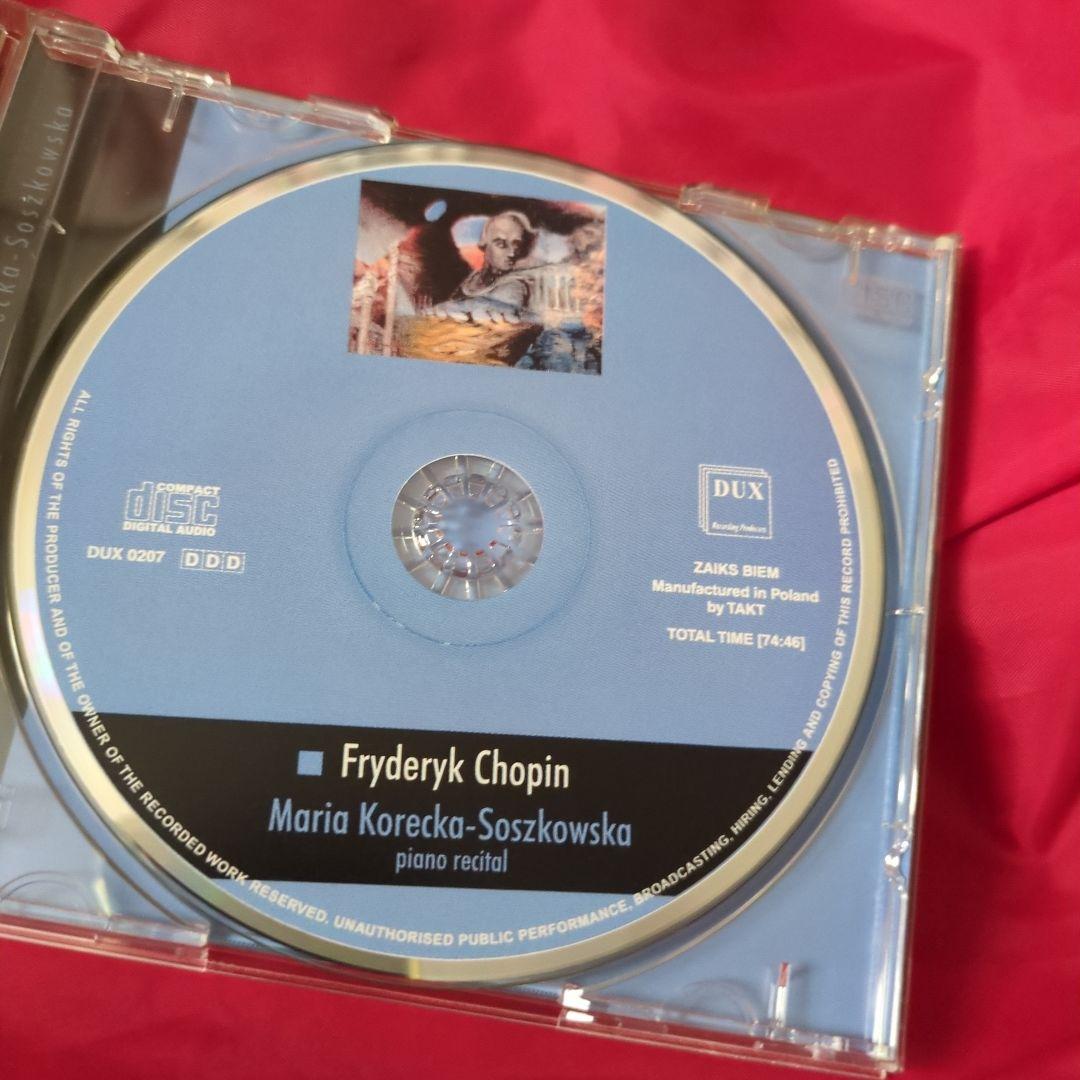 cka-Soszkowska
COMPACT
disc
DIGITAL AUDIO
DUX 0207 DDD
DUX
Recording Producers
ZAIKS BIEM
Manufactured in Poland
by TAKT
TOTAL TIME [74:46]
Fryderyk Chopin
Maria Korecka-Soszkowska
piano recital
ALL RIGHTS OF THE PRODUCER AND OF THE OWNER OF THE RECORDED WORK RESERVED. UNAUTHORISED PUBLIC PERFORMANCE, BROADCASTING, HIRING, LENDING AND COPYING OF THIS RECORD PROHIBITED